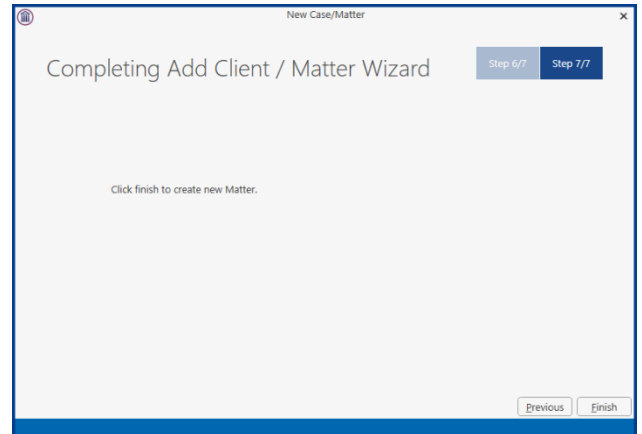 New Case/Matter
Completing Add Client / Matter Wizard
Step 6/7
Step 7/7
Click finish to create new Matter.
Previous
Finish